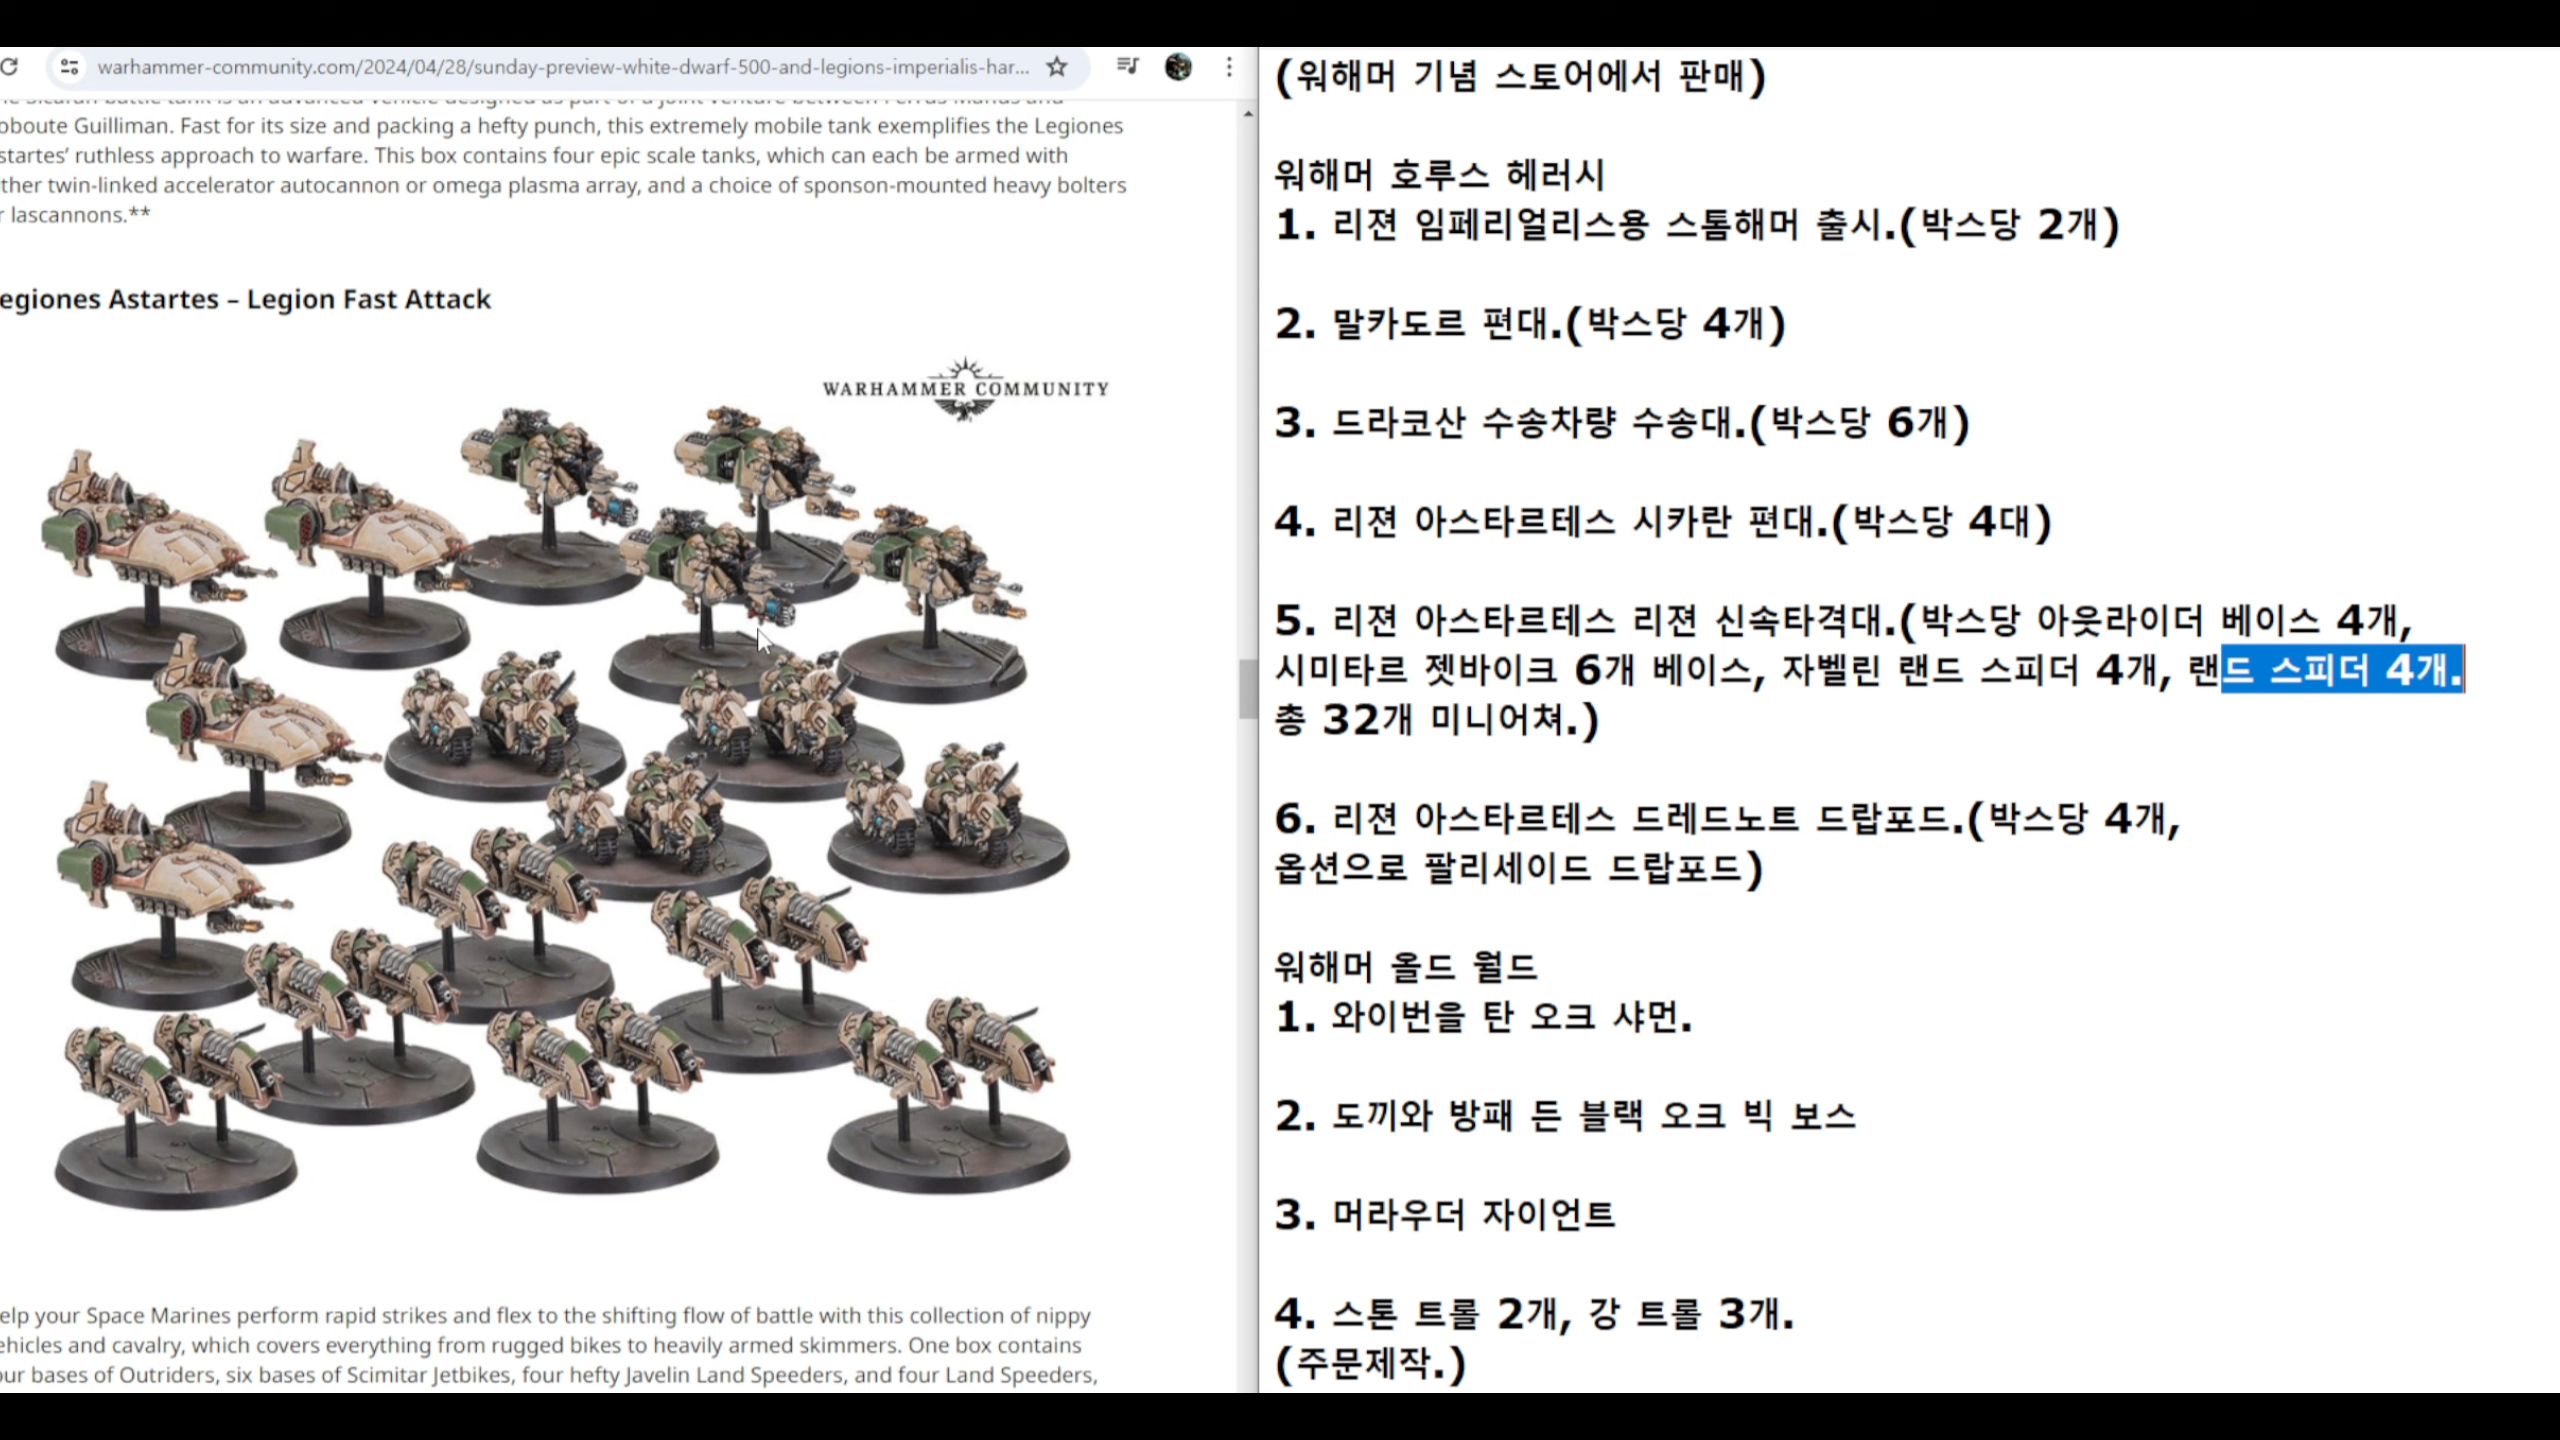 warhammer-community.com/2024/04/28/sunday-preview-white-dwarf-500-and-legions-imperialis-har...
oboute Guilliman. Fast for its size and packing a hefty punch, this extremely mobile tank exemplifies the Legiones
startes’ ruthless approach to warfare. This box contains four epic scale tanks, which can each be armed with
ther twin-linked accelerator autocannon or omega plasma array, and a choice of sponson-mounted heavy bolters
r lascannons.**
egiones Astartes – Legion Fast Attack
WARHAMMER COMMUNITY
elp your Space Marines perform rapid strikes and flex to the shifting flow of battle with this collection of nippy
ehicles and cavalry, which covers everything from rugged bikes to heavily armed skimmers. One box contains
our bases of Outriders, six bases of Scimitar Jetbikes, four hefty Javelin Land Speeders, and four Land Speeders,
(워해머 기념 스토어에서 판매)
워해머 호루스 헤러시
1. 리젼 임페리얼리스용 스톰해머 출시.(박스당 2개)
2. 말카도르 편대.(박스당 4개)
3. 드라코산 수송차량 수송대.(박스당 6개)
4. 리젼 아스타르테스 시카란 편대.(박스당 4대)
5. 리젼 아스타르테스 리젼 신속타격대.(박스당 아웃라이더 베이스 4개,
시미타르 젯바이크 6개 베이스, 자벨린 랜드 스피더 4개, 랜드 스피더 4개.
총 32개 미니어쳐.)
6. 리젼 아스타르테스 드레드노트 드랍포드.(박스당 4개,
옵션으로 팔리세이드 드랍포드)
워해머 올드 월드
1. 와이번을 탄 오크 샤먼.
2. 도끼와 방패 든 블랙 오크 빅 보스
3. 머라우더 자이언트
4. 스톤 트롤 2개, 강 트롤 3개.
(주문제작.)